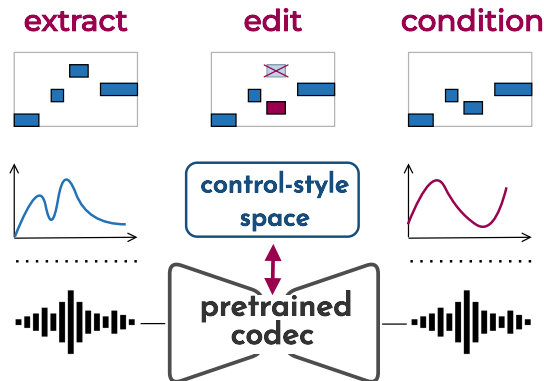 extract edit condition
control-style
space
pretrained
codec